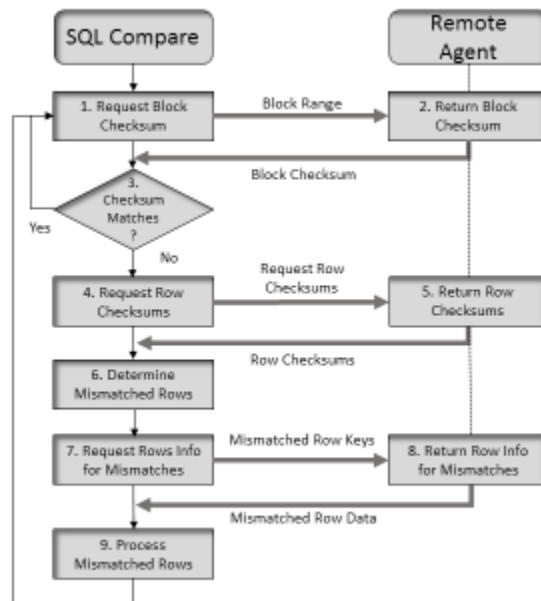 SQL Compare
Remote
Agent
1. Request Block
Checksum
Block Range
2. Return Block
Checksum
Block Checksum
3.
Checksum
Matches
?
Yes
No
4. Request Row
Checksums
Request Row
Checksums
5. Return Row
Checksums
Row Checksums
6. Determine
Mismatched Rows
7. Request Rows Info
for Mismatches
Mismatched Row Keys
8. Return Row Info
for Mismatches
Mismatched Row Data
9. Process
Mismatched Rows